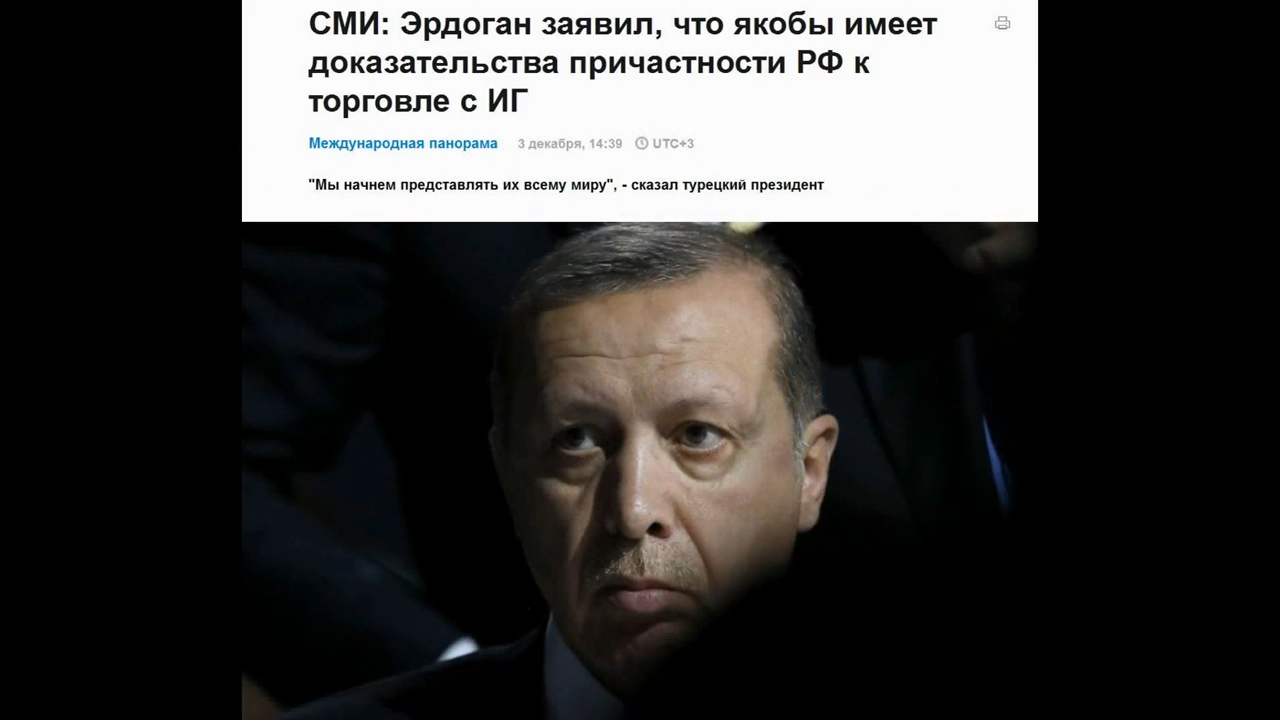 СМИ: Эрдоган заявил, что якобы имеет
доказательства причастности РФ к
торговле с ИГ
Международная панорама 3 декабря, 14:39 UTC+3
"Мы начнем представлять их всему миру", - сказал турецкий президент